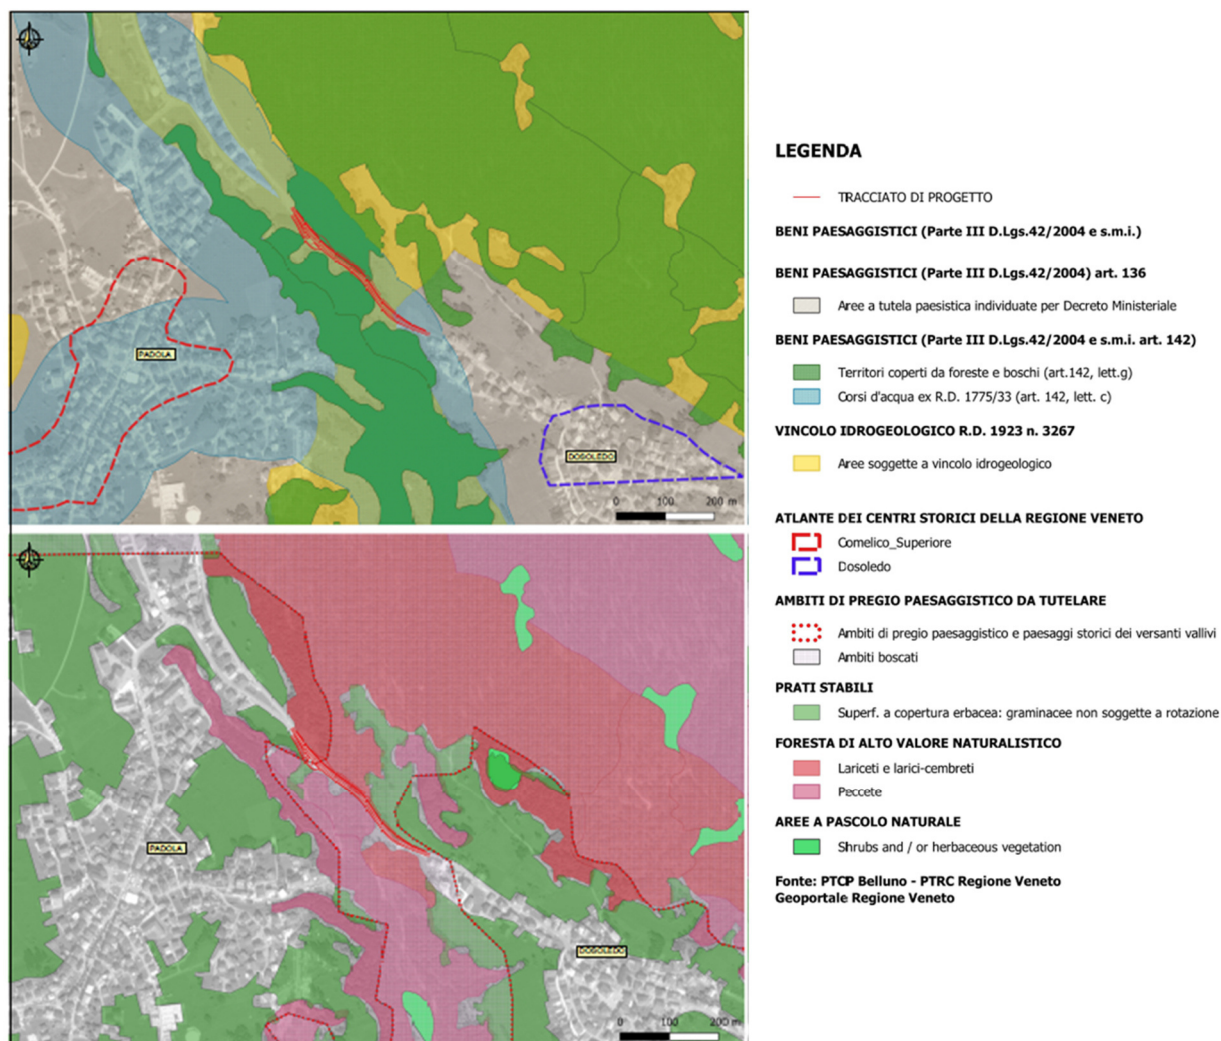 PADOLA
DOSOLEDO
0 100 200 m
PADOLA
DOSOLEDO
0 100 200 m
LEGENDA
TRACCIATO DI PROGETTO
BENI PAESAGGISTICI (Parte III D.Lgs.42/2004 e s.m.i.)
BENI PAESAGGISTICI (Parte III D.Lgs.42/2004) art. 136
Aree a tutela paesistica individuate per Decreto Ministeriale
BENI PAESAGGISTICI (Parte III D.Lgs.42/2004 e s.m.i. art. 142)
Territori coperti da foreste e boschi (art.142, lett.g)
Corsi d'acqua ex R.D. 1775/33 (art. 142, lett. c)
VINCOLO IDROGEOLOGICO R.D. 1923 n. 3267
Aree soggette a vincolo idrogeologico
ATLANTE DEI CENTRI STORICI DELLA REGIONE VENETO
Comelico_Superiore
Dosoledo
AMBITI DI PREGIO PAESAGGISTICO DA TUTELARE
Ambiti di pregio paesaggistico e paesaggi storici dei versanti vallivi
Ambiti boscati
PRATI STABILI
Superf. a copertura erbacea: graminacee non soggette a rotazione
FORESTA DI ALTO VALORE NATURALISTICO
Lariceti e larici-cembreti
Peccete
AREE A PASCOLO NATURALE
Shrubs and / or herbaceous vegetation
Fonte: PTCP Belluno - PTRC Regione Veneto
Geoportale Regione Veneto